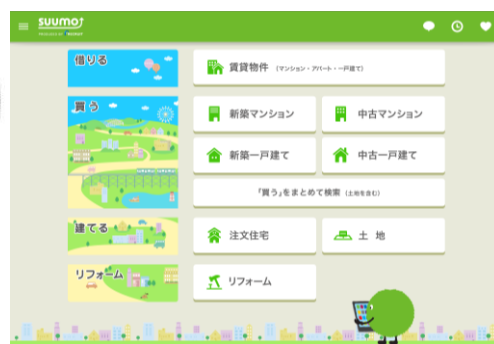 suumo
PRODUCED BY RECRUIT
借りる
賃貸物件 (マンション・アパート・一戸建て)
買う
新築マンション
中古マンション
新築一戸建て
中古一戸建て
「買う」をまとめて検索 (土地を含む)
建てる
注文住宅
土 地
リフォーム
リフォーム